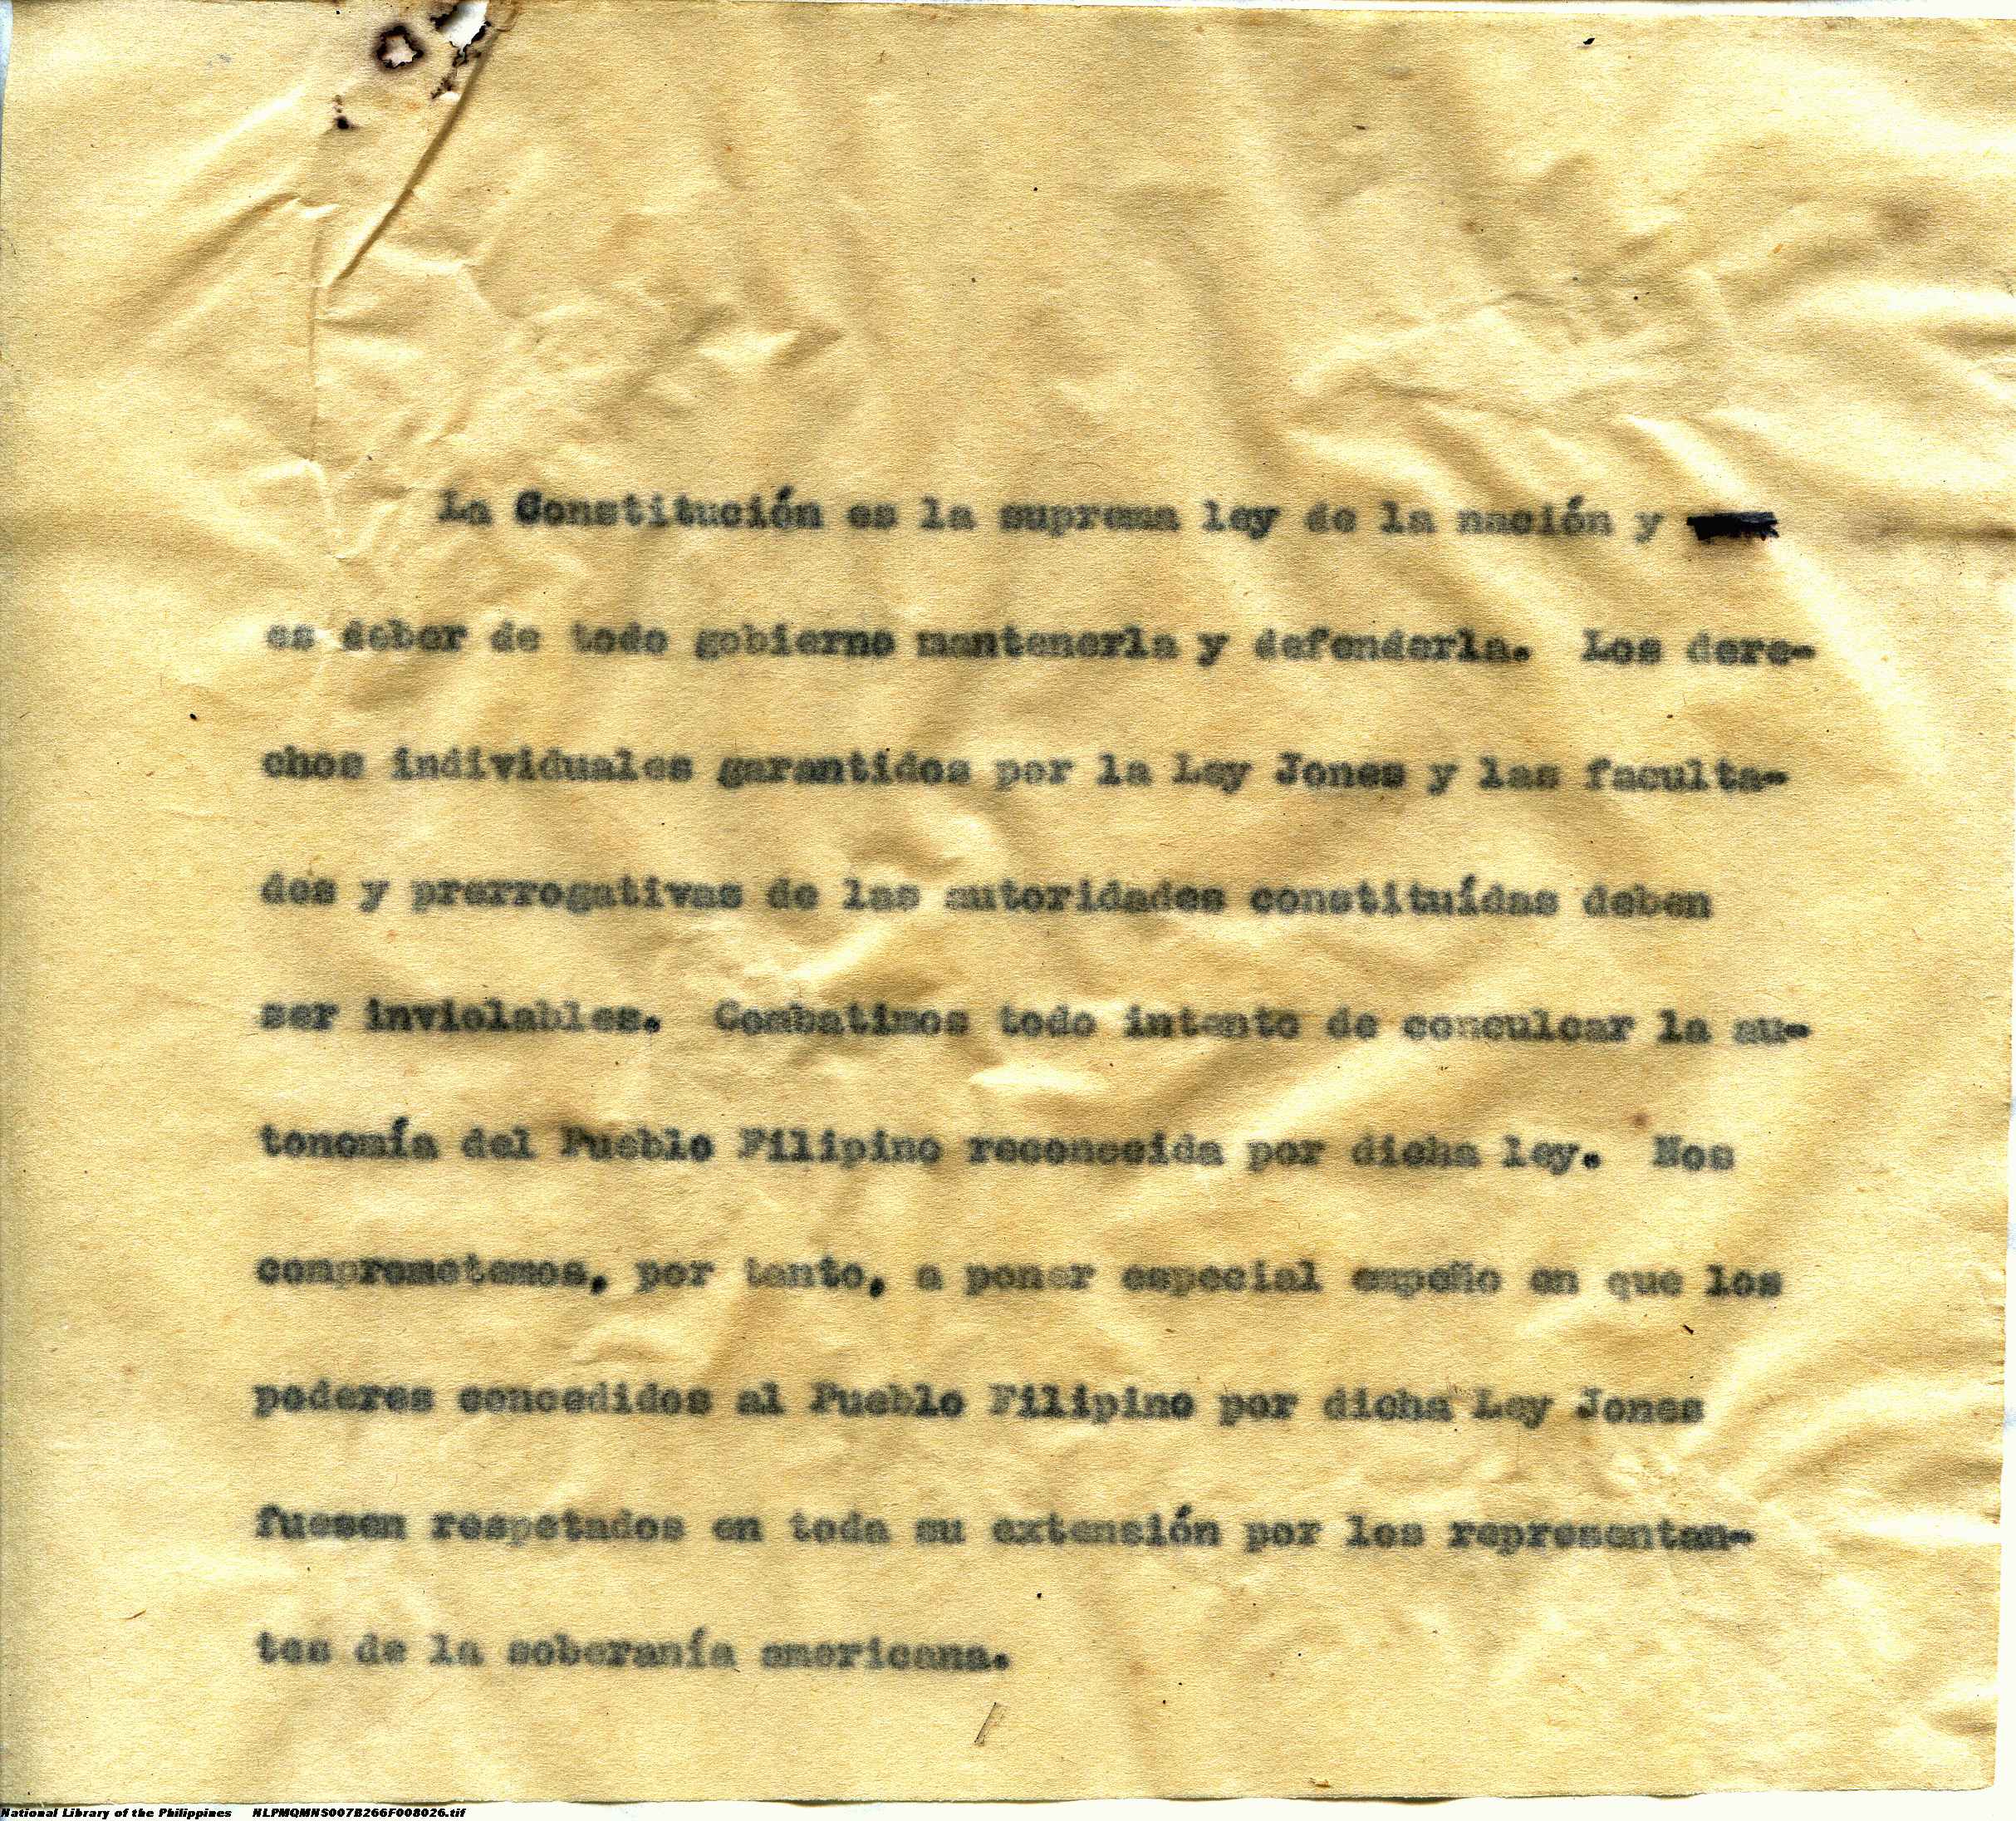 La Constitución es la suprema ley de la nación y
es deber de todo gobierno mantenerla y defenderla. Los dere-
chos individuales garantidos por la Ley Jones y las faculta-
des y prerrogativas de las autoridades constituídas deben
ser inviolables. Combatimos todo intento de conculcar la au-
tonomía del Pueblo Filipino reconocida por dicha ley. Nos
comprometemos, por tanto, a poner especial empeño en que los
poderes concedidos al Pueblo Filipino por dicha Ley Jones
fuesen respetados en toda su extensión por los representan-
tes de la soberanía americana.
National Library of the Philippines NLPMQMNS007B266F008026.tif